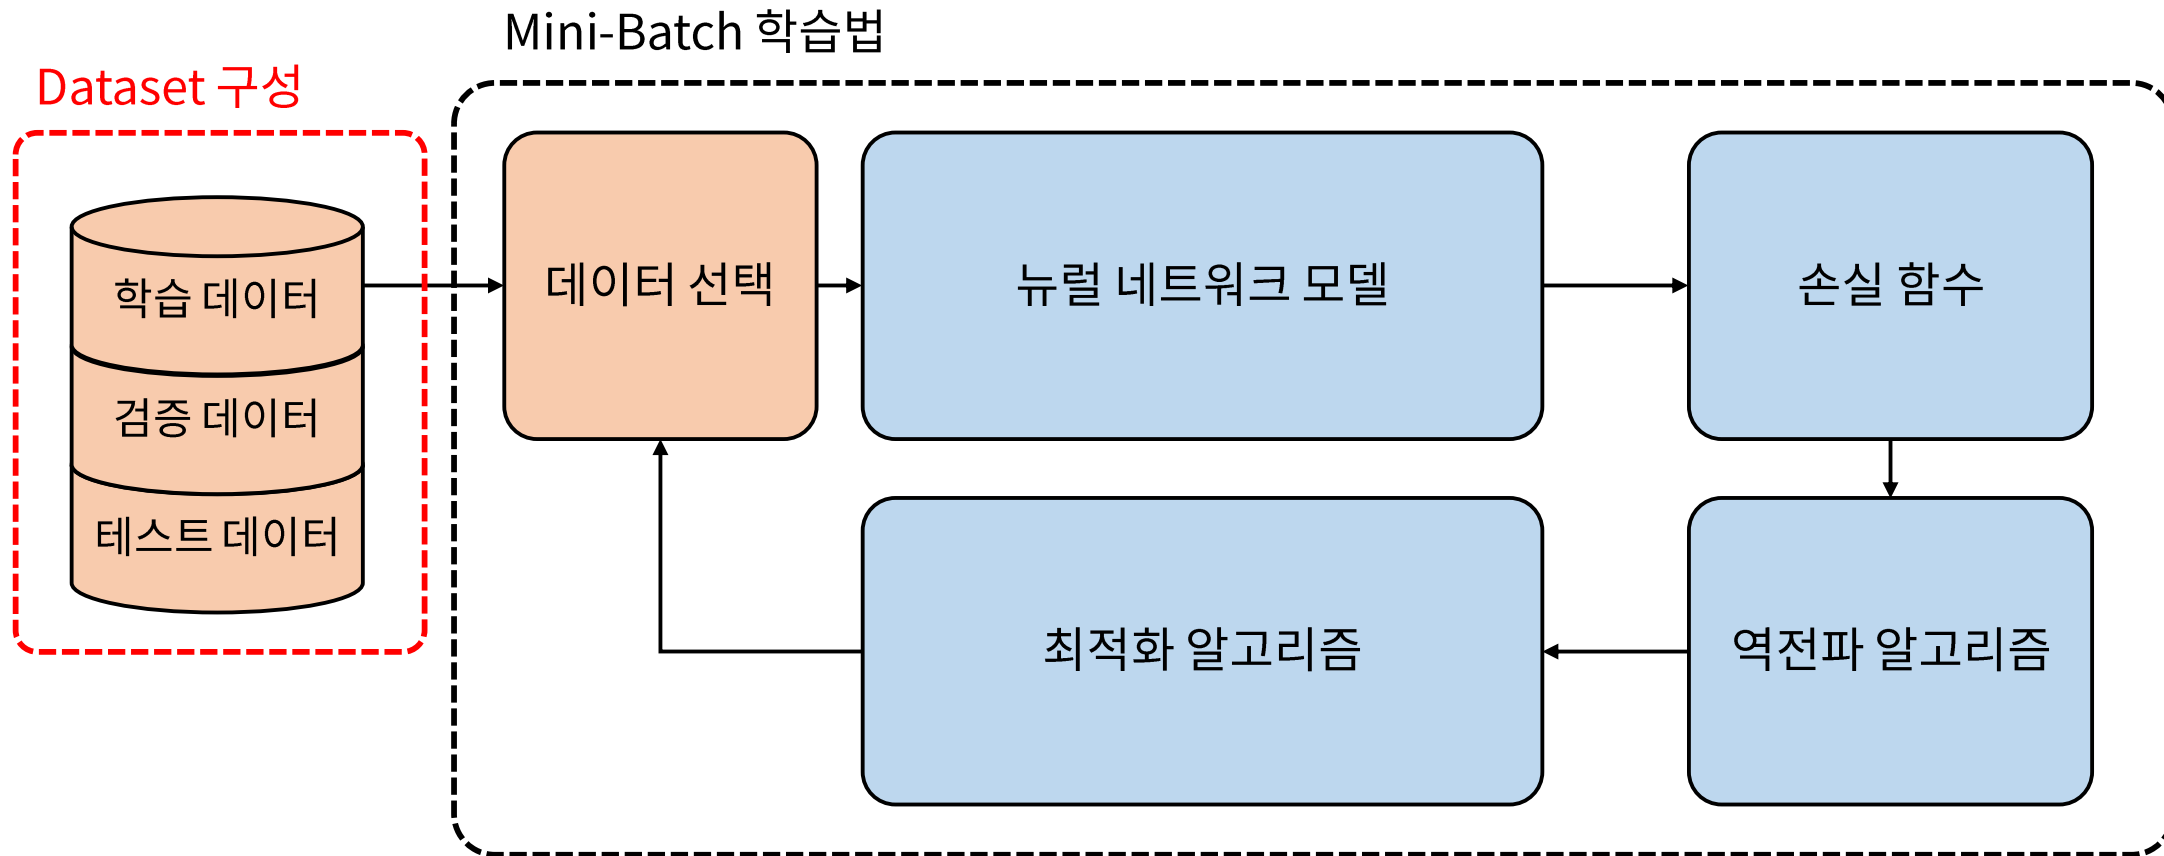 Mini-Batch 학습법
Dataset 구성
학습 데이터
검증 데이터
테스트 데이터
데이터 선택
뉴럴 네트워크 모델
손실 함수
최적화 알고리즘
역전파 알고리즘